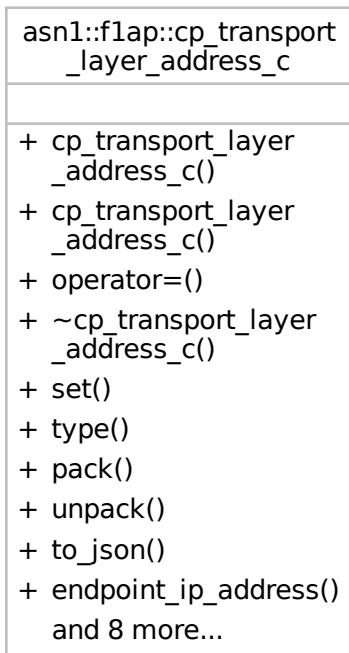 asn1::f1ap::cp_transport
_layer_address_c
+ cp_transport_layer
_address_c()
+ cp_transport_layer
_address_c()
+ operator=()
+ ~cp_transport_layer
_address_c()
+ set()
+ type()
+ pack()
+ unpack()
+ to_json()
+ endpoint_ip_address()
and 8 more...